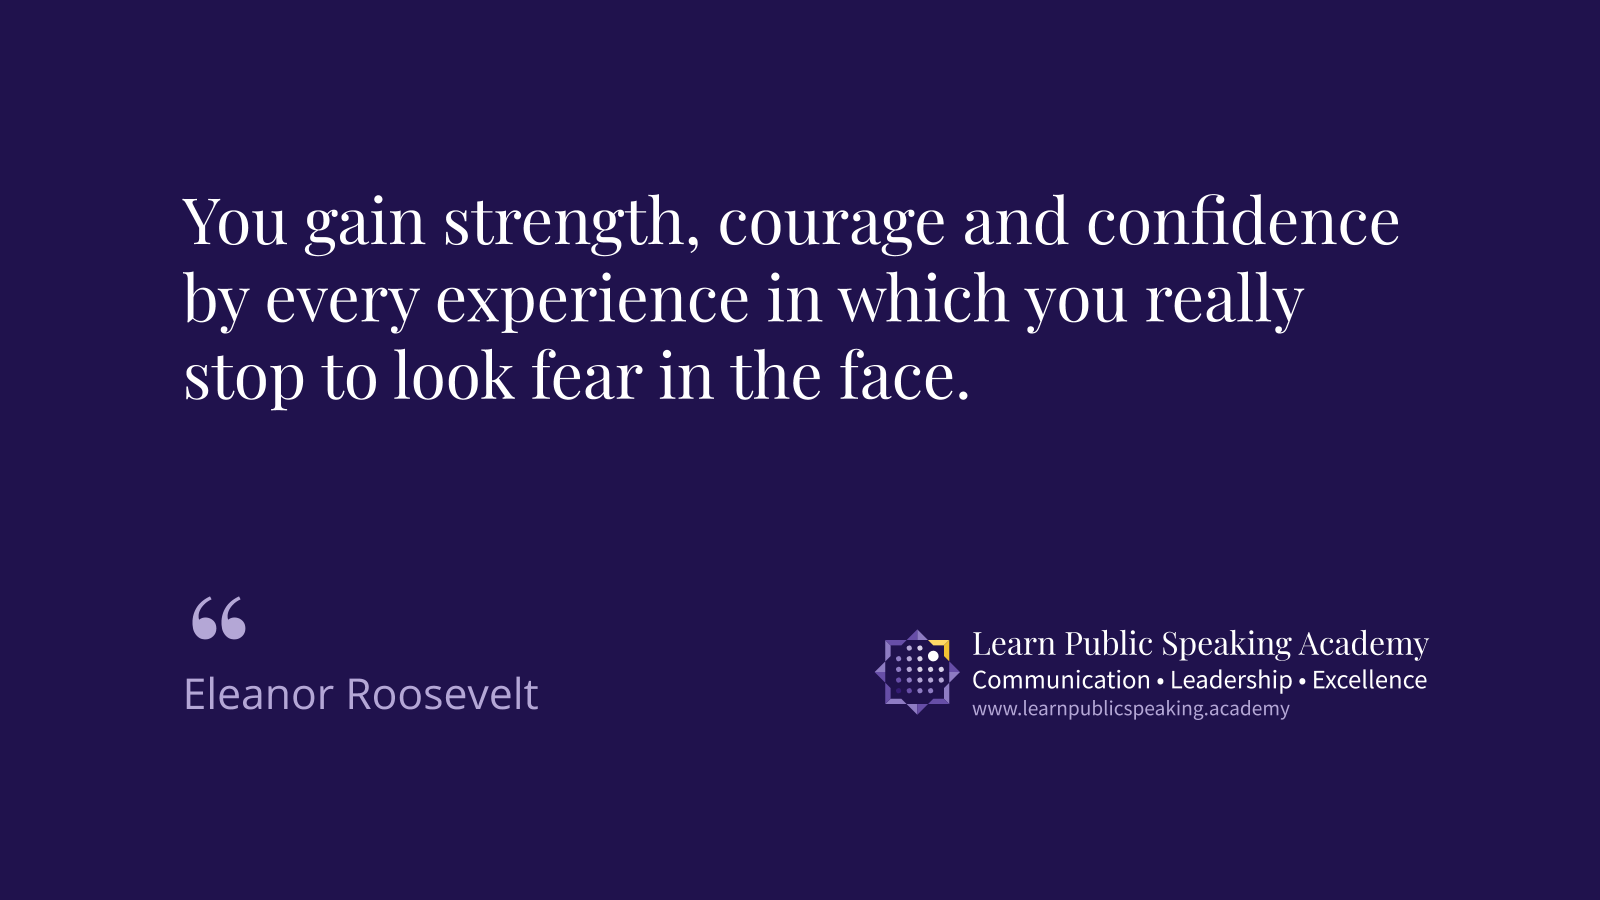 You gain strength, courage and confidence
by every experience in which you really
stop to look fear in the face.
“
Eleanor Roosevelt
Learn Public Speaking Academy
Communication • Leadership • Excellence
www.learnpublicspeaking.academy